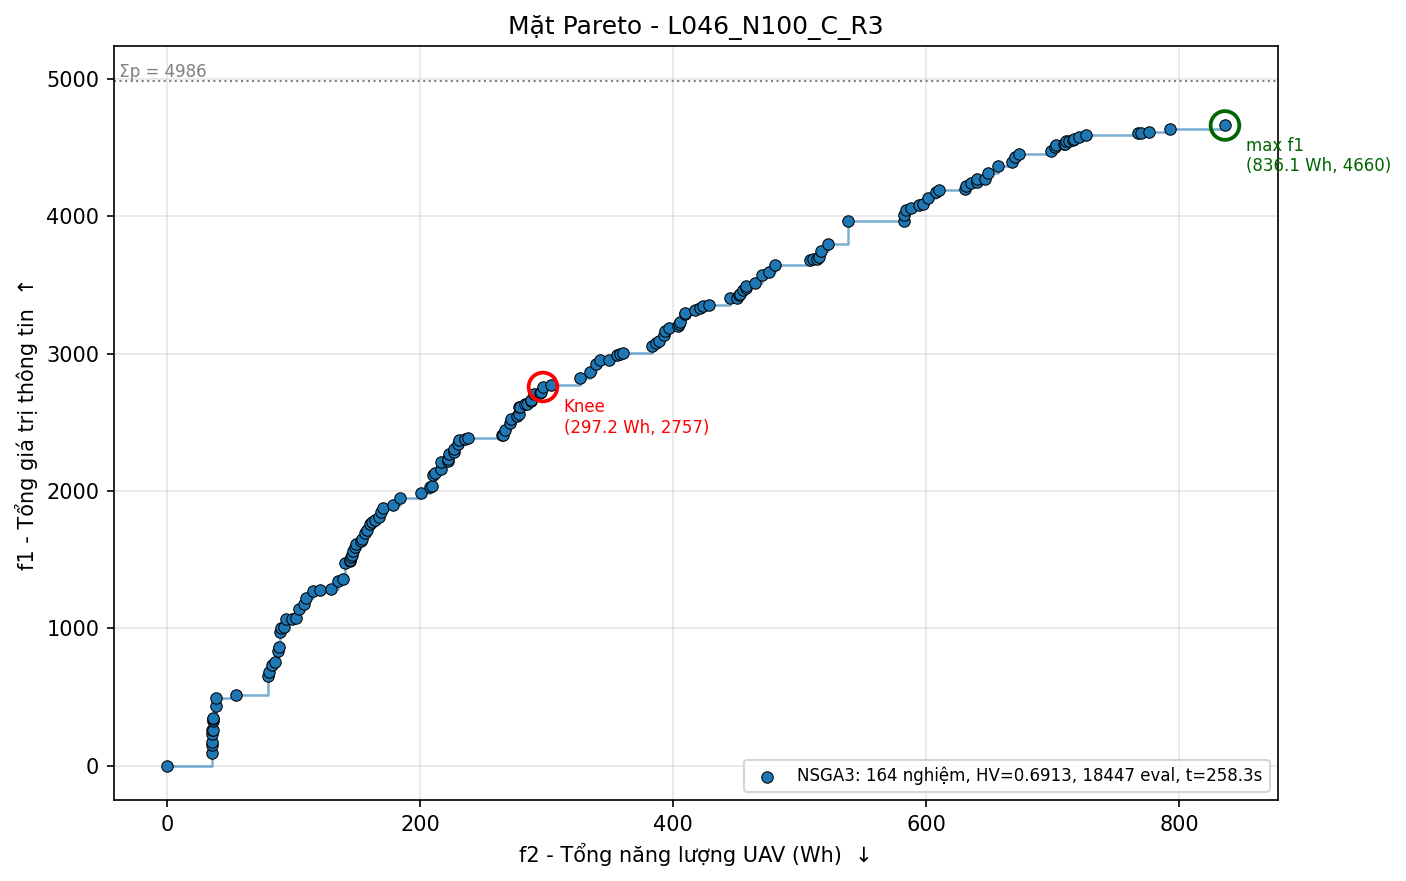 Mặt Pareto - L046_N100_C_R3
Σp = 4986
5000
4000
3000
2000
1000
0
f1 - Tổng giá trị thông tin ↑
max f1
(836.1 Wh, 4660)
Knee
(297.2 Wh, 2757)
NSGA3: 164 nghiệm, HV=0.6913, 18447 eval, t=258.3s
0 200 400 600 800
f2 - Tổng năng lượng UAV (Wh) ↓